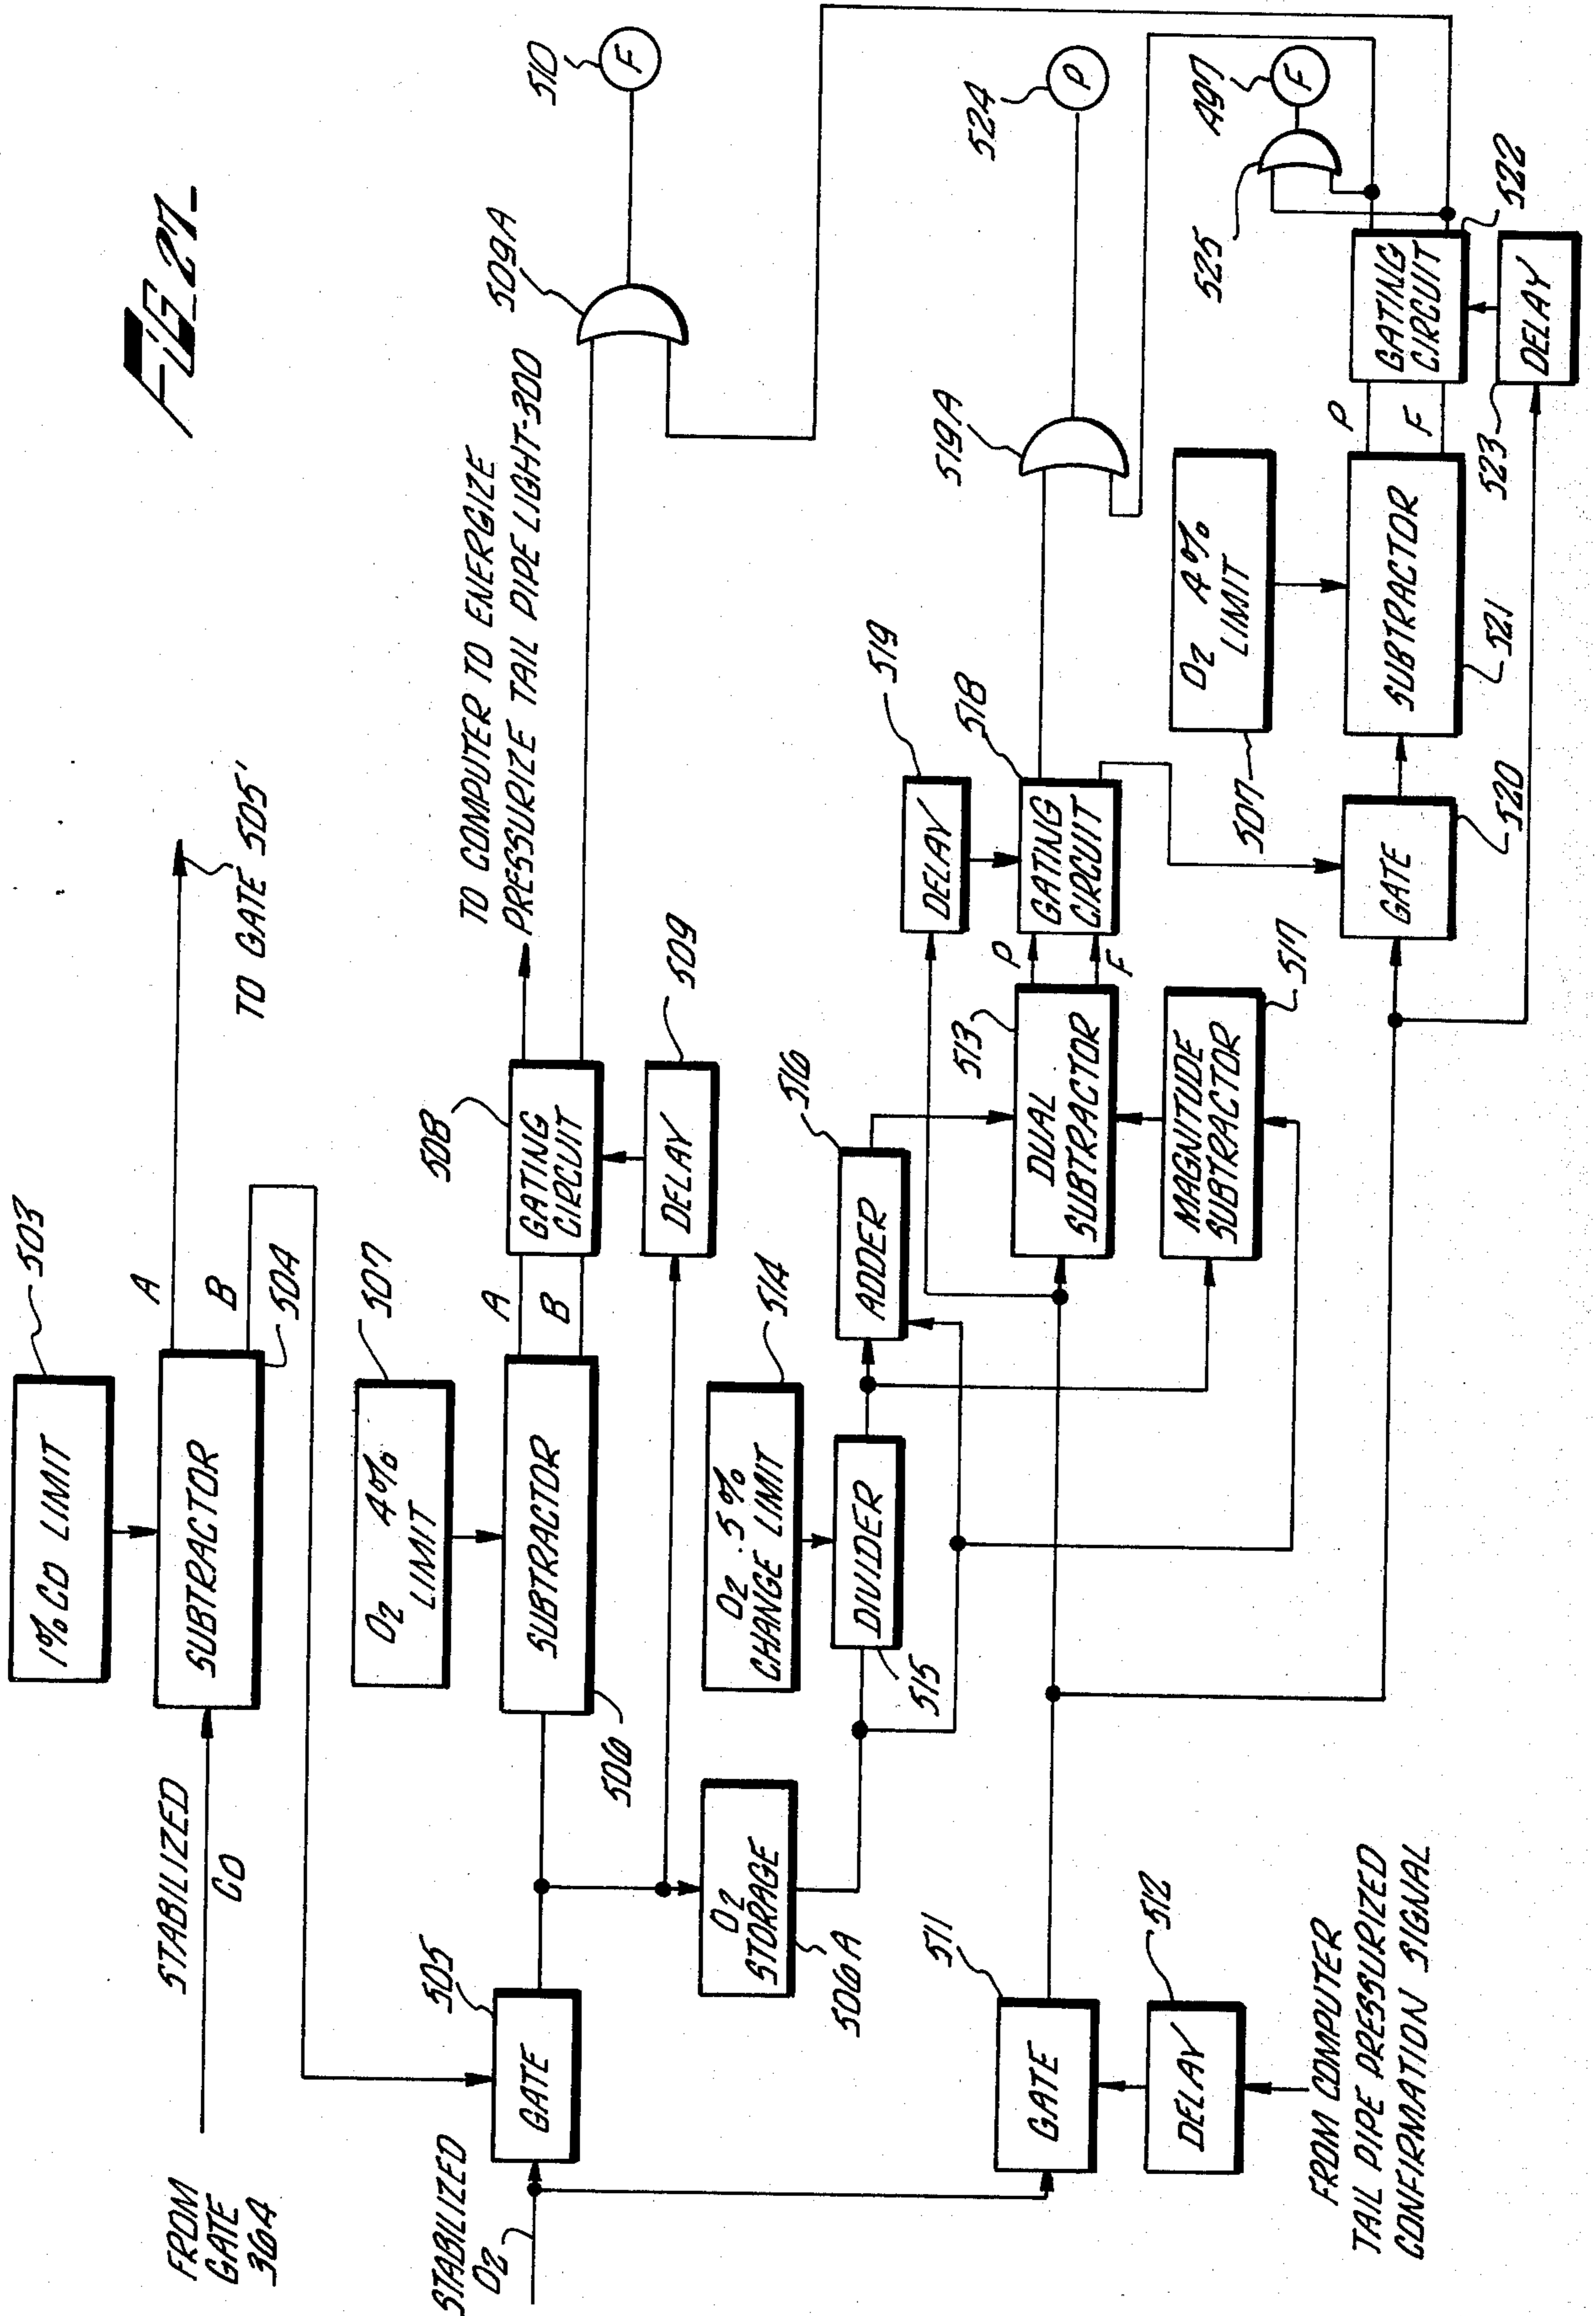 FIG_27_
503
1% CO LIMIT
A
TO GATE 505'
STABILIZED
CO
FROM
GATE
364
SUBTRACTOR
B
504
507
O2 4%
LIMIT
A
B
508
GATING
CIRCUIT
TO COMPUTER TO ENERGIZE
PRESSURIZE TAIL PIPE LIGHT-300
509A
510
F
STABILIZED
O2
505
GATE
SUBTRACTOR
506
DELAY
509
O2
STORAGE
506A
514
O2 .5%
CHANGE LIMIT
DIVIDER
515
516
ADDER
519
DELAY
518
GATING
CIRCUIT
P
F
519A
524
P
513
DUAL
SUBTRACTOR
MAGNITUDE
SUBTRACTOR
517
511
GATE
512
DELAY
FROM COMPUTER
TAIL PIPE PRESSURIZED
CONFIRMATION SIGNAL
O2 4%
LIMIT
507
GATE
520
SUBTRACTOR
521
P
F
GATING
CIRCUIT
522
523
DELAY
525
A97
F